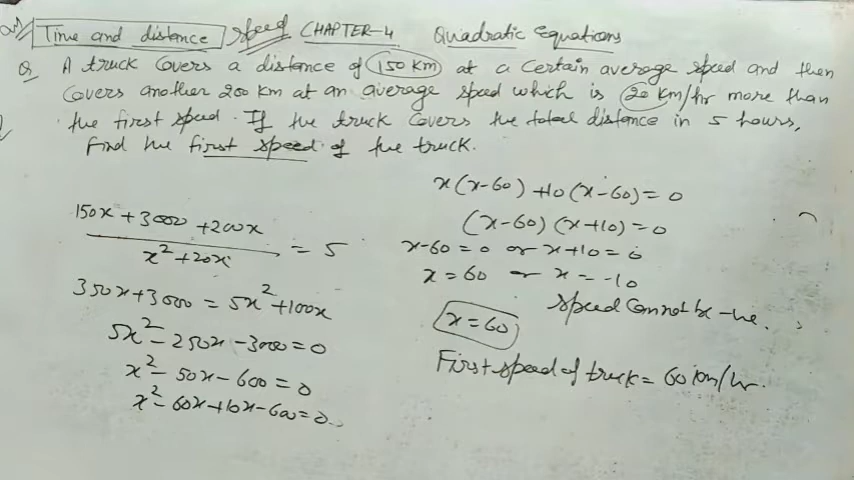 Time and distance speed CHAPTER-4 Quadratic Equations
Q A truck covers a distance of 150 km at a certain average speed and then
covers another 200 km at an average speed which is 20 km/hr more than
the first speed. If the truck covers the total distance in 5 hours,
Find the first speed of the truck.
150x+3000+200x
x²+20x
= 5
350x+3000 = 5x²+100x
5x²-250x-3000=0
x²-50x-600=0
x²-60x+10x-600=0
x(x-60)+10(x-60)=0
(x-60)(x+10)=0
x-60=0 or x+10=0
x=60 or x=-10
speed cannot be -ve.
x=60
First speed of truck = 60 km/hr.